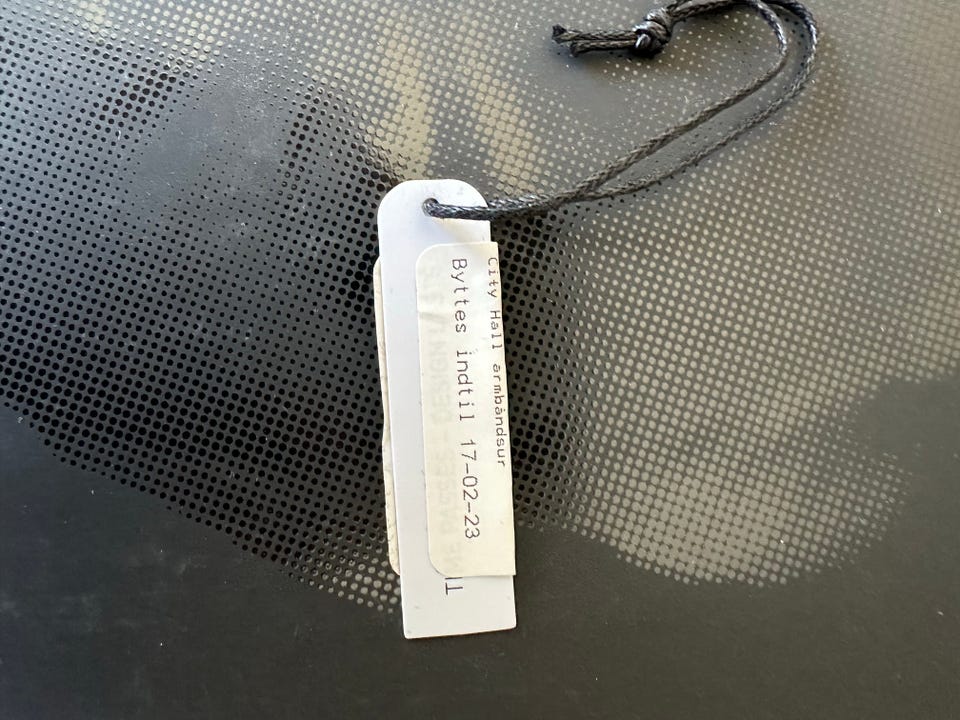 City Hall armbåndsur
Byttes indtil 17-02-23